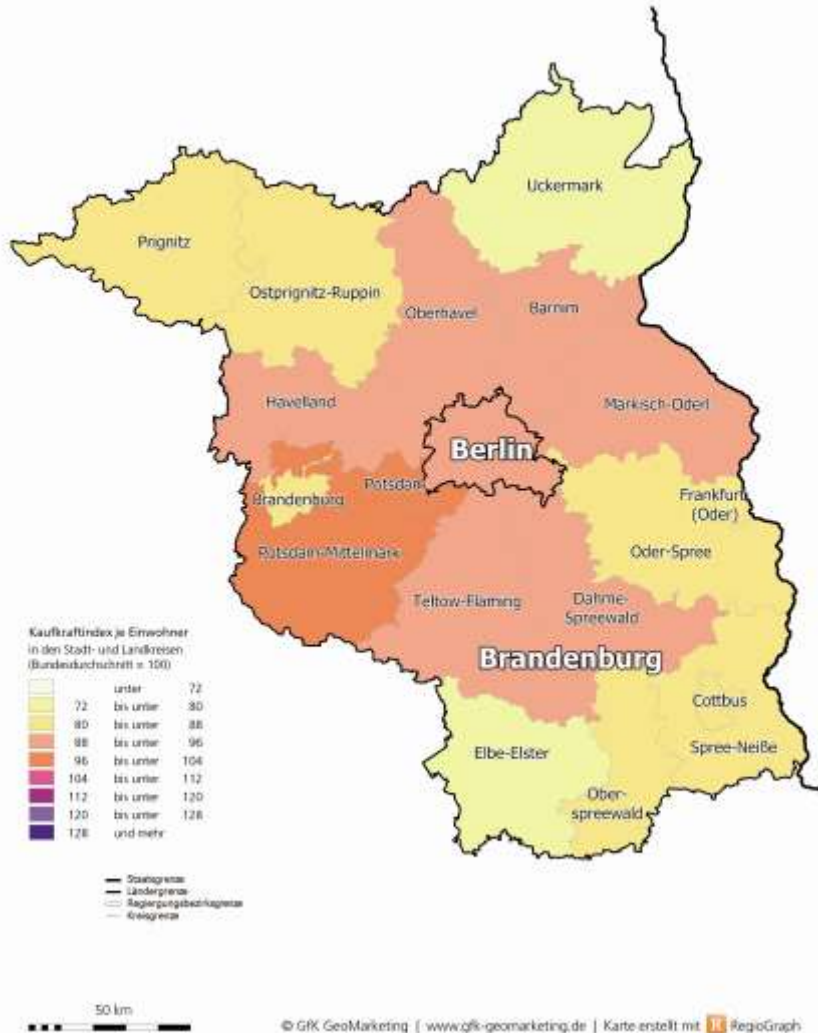 Uckermark
Prignitz
Ostprignitz-Ruppin
Oberhavel
Barnim
Havelland
Märkisch-Oderl
Berlin
Potsdam
Brandenburg
Frankfurt
(Oder)
Potsdam-Mittelmark
Oder-Spree
Teltow-Fläming
Dahme-
Spreewald
Brandenburg
Cottbus
Elbe-Elster
Spree-Neiße
Ober-
spreewald
Kaufkraftindex je Einwohner
in den Stadt- und Landkreisen
(Bundesdurchschnitt = 100)
unter 72
72 bis unter 80
80 bis unter 88
88 bis unter 96
96 bis unter 104
104 bis unter 112
112 bis unter 120
120 bis unter 128
128 und mehr
Staatsgrenze
Ländergrenze
Regierungsbezirksgrenze
Kreisgrenze
50 km
© GfK GeoMarketing | www.gfk-geomarketing.de | Karte erstellt mit R RegioGraph